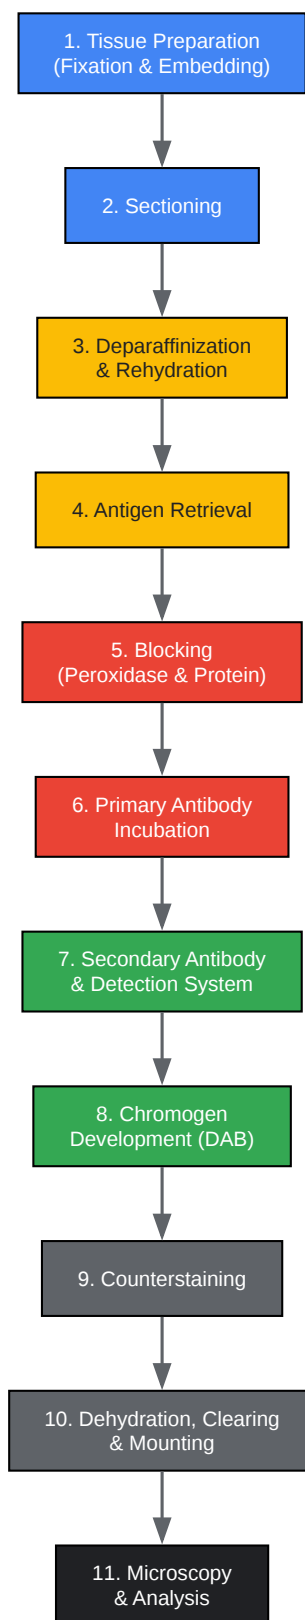 1. Tissue Preparation
(Fixation & Embedding)
2. Sectioning
3. Deparaffinization
& Rehydration
4. Antigen Retrieval
5. Blocking
(Peroxidase & Protein)
6. Primary Antibody
Incubation
7. Secondary Antibody
& Detection System
8. Chromogen
Development (DAB)
9. Counterstaining
10. Dehydration, Clearing
& Mounting
11. Microscopy
& Analysis